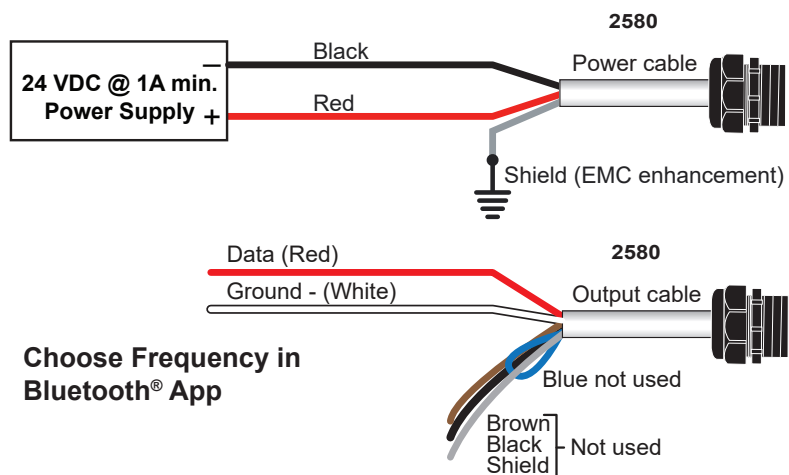 2580
Black
Power cable
24 VDC @ 1A min.
Power Supply
–
+
Red
Shield (EMC enhancement)
Data (Red)
2580
Ground - (White)
Output cable
Choose Frequency in
Bluetooth® App
Blue not used
Brown
Black
Shield
Not used